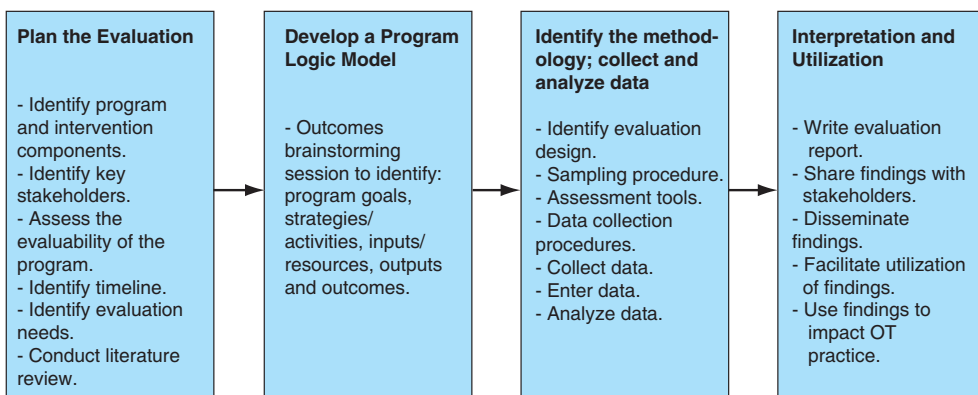 Plan the Evaluation
- Identify program
and intervention
components.
- Identify key
stakeholders.
- Assess the
evaluability of the
program.
- Identify timeline.
- Identify evaluation
needs.
- Conduct literature
review.
Develop a Program
Logic Model
- Outcomes
brainstorming
session to identify:
program goals,
strategies/
activities, inputs/
resources, outputs
and outcomes.
Identify the method-
ology; collect and
analyze data
- Identify evaluation
design.
- Sampling procedure.
- Assessment tools.
- Data collection
procedures.
- Collect data.
- Enter data.
- Analyze data.
Interpretation and
Utilization
- Write evaluation
report.
- Share findings with
stakeholders.
- Disseminate
findings.
- Facilitate utilization
of findings.
- Use findings to
impact OT
practice.